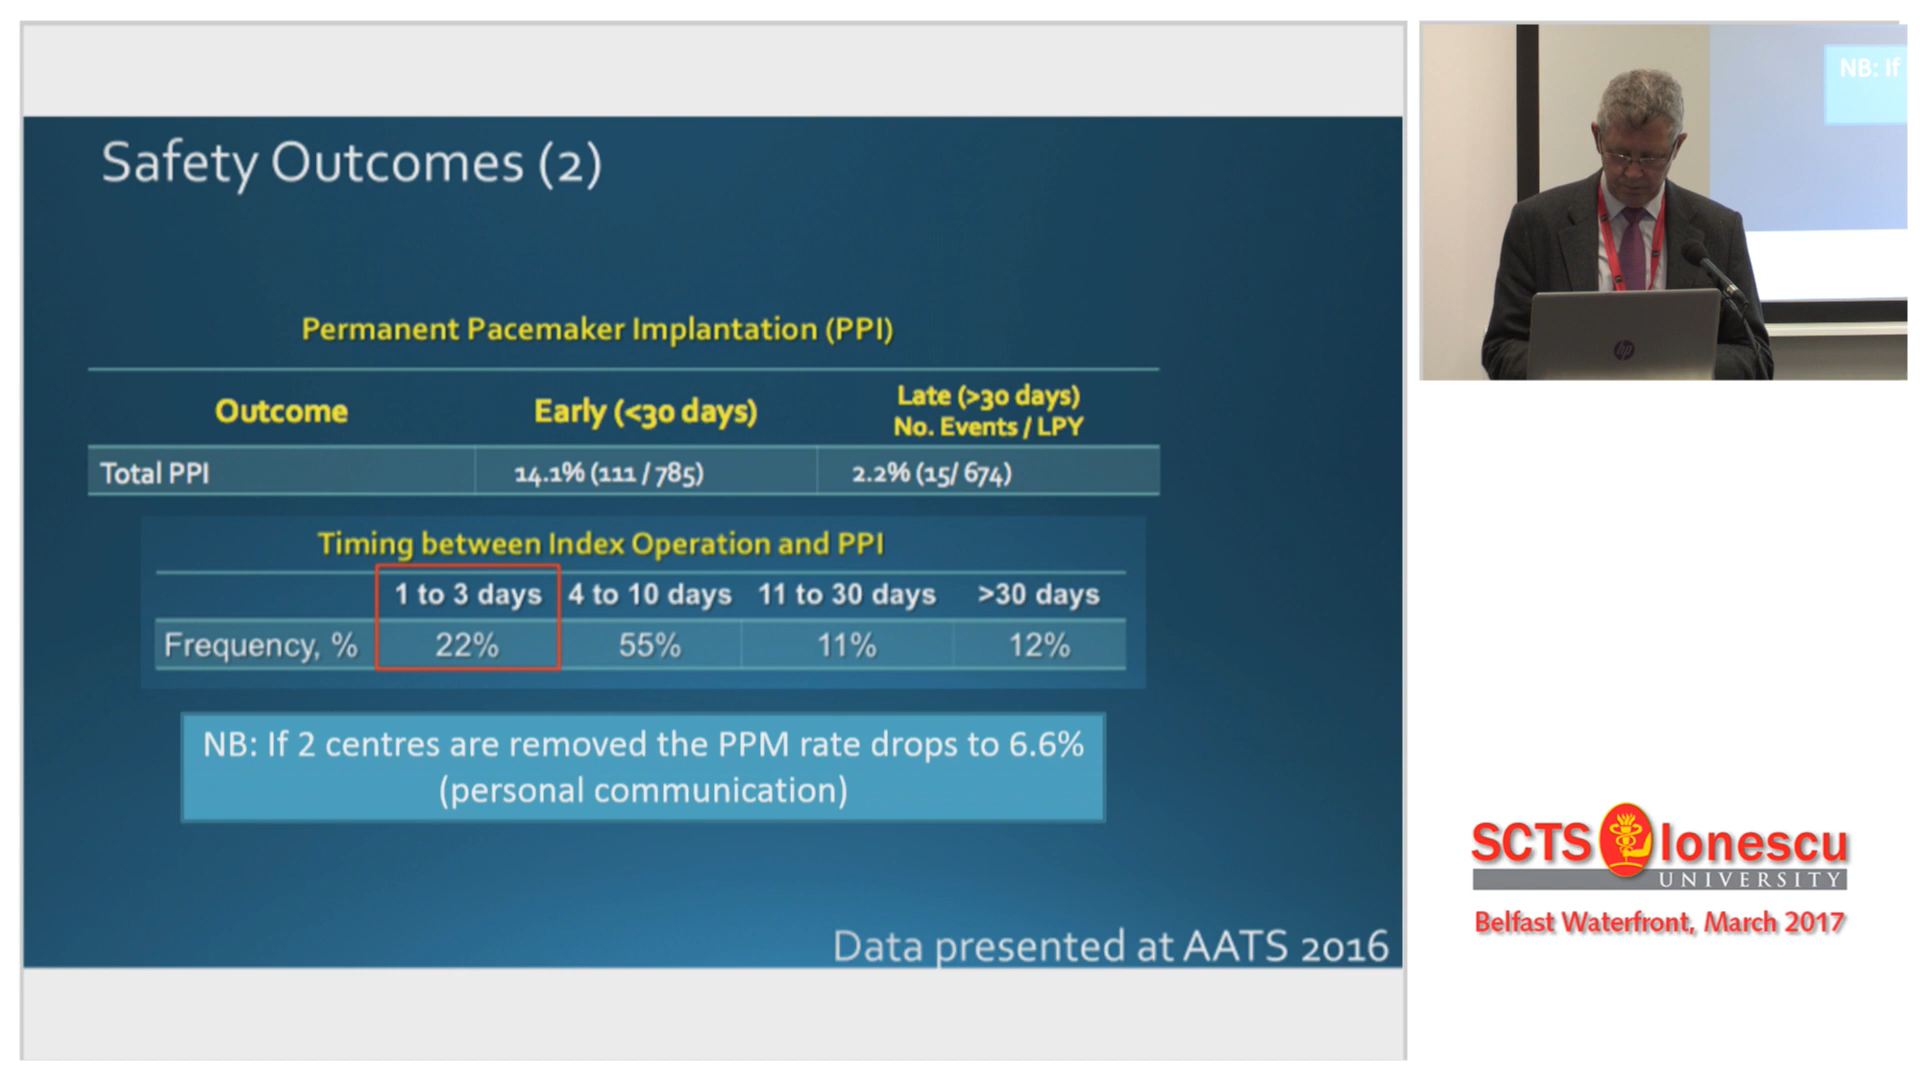 Safety Outcomes (2)
Permanent Pacemaker Implantation (PPI)
Outcome Early (<30 days) Late (>30 days)
No. Events / LPY
Total PPI 14.1% (111 / 785) 2.2% (15/ 674)
Timing between Index Operation and PPI
1 to 3 days 4 to 10 days 11 to 30 days >30 days
Frequency, % 22% 55% 11% 12%
NB: If 2 centres are removed the PPM rate drops to 6.6%
(personal communication)
Data presented at AATS 2016
NB: If
hp
SCTS Ionescu
UNIVERSITY
Belfast Waterfront, March 2017